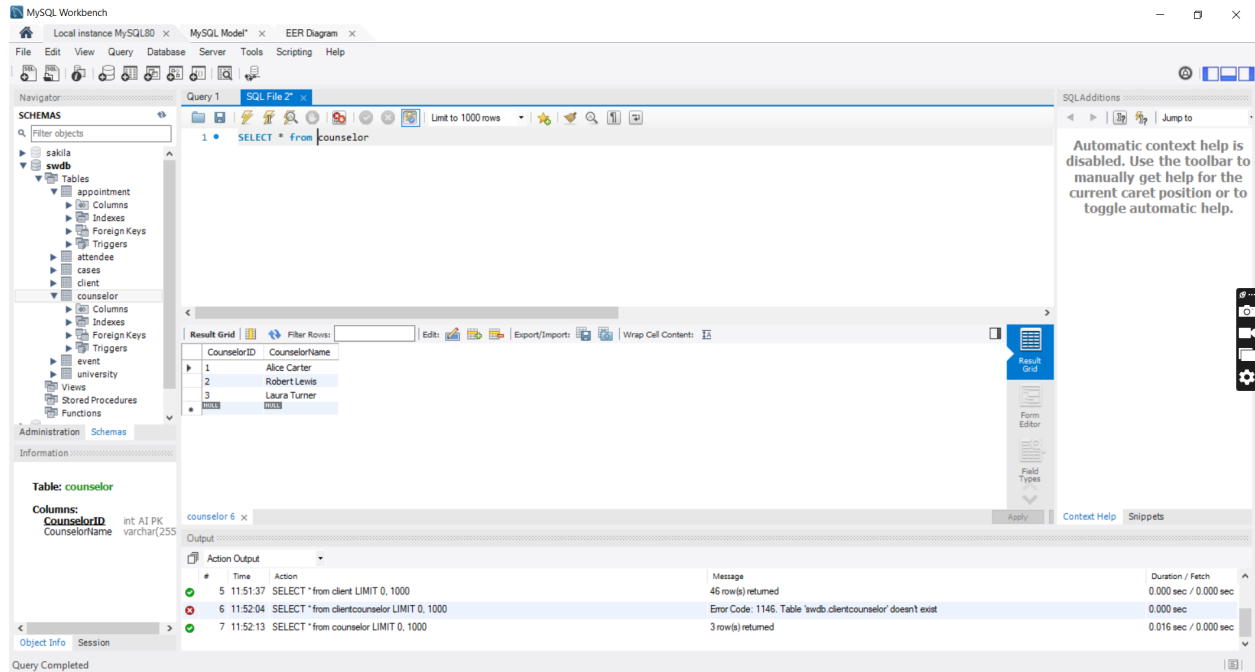 MySQL Workbench
Local instance MySQL80 × MySQL Model* × EER Diagram ×
File Edit View Query Database Server Tools Scripting Help
Navigator
SCHEMAS
Filter objects
sakila
swdb
Tables
appointment
Columns
Indexes
Foreign Keys
Triggers
attendee
cases
client
counselor
Columns
Indexes
Foreign Keys
Triggers
event
university
Views
Stored Procedures
Functions
Administration Schemas
Information
Table: counselor
Columns:
CounselorID int AI PK
CounselorName varchar(255
Object Info Session
Query 1 SQL File 2* ×
Limit to 1000 rows
1 SELECT * from counselor
Result Grid Filter Rows: Edit: Export/Import: Wrap Cell Content:
CounselorID CounselorName
1 Alice Carter
2 Robert Lewis
3 Laura Turner
NULL NULL
Result Grid
Form Editor
Field Types
counselor 6 × Apply
SQLAdditions
Jump to
Automatic context help is
disabled. Use the toolbar to
manually get help for the
current caret position or to
toggle automatic help.
Context Help Snippets
Output
Action Output
# Time Action Message Duration / Fetch
5 11:51:37 SELECT * from client LIMIT 0, 1000 46 row(s) returned 0.000 sec / 0.000 sec
6 11:52:04 SELECT * from clientcounselor LIMIT 0, 1000 Error Code: 1146. Table 'swdb.clientcounselor' doesn't exist 0.000 sec
7 11:52:13 SELECT * from counselor LIMIT 0, 1000 3 row(s) returned 0.016 sec / 0.000 sec
Query Completed